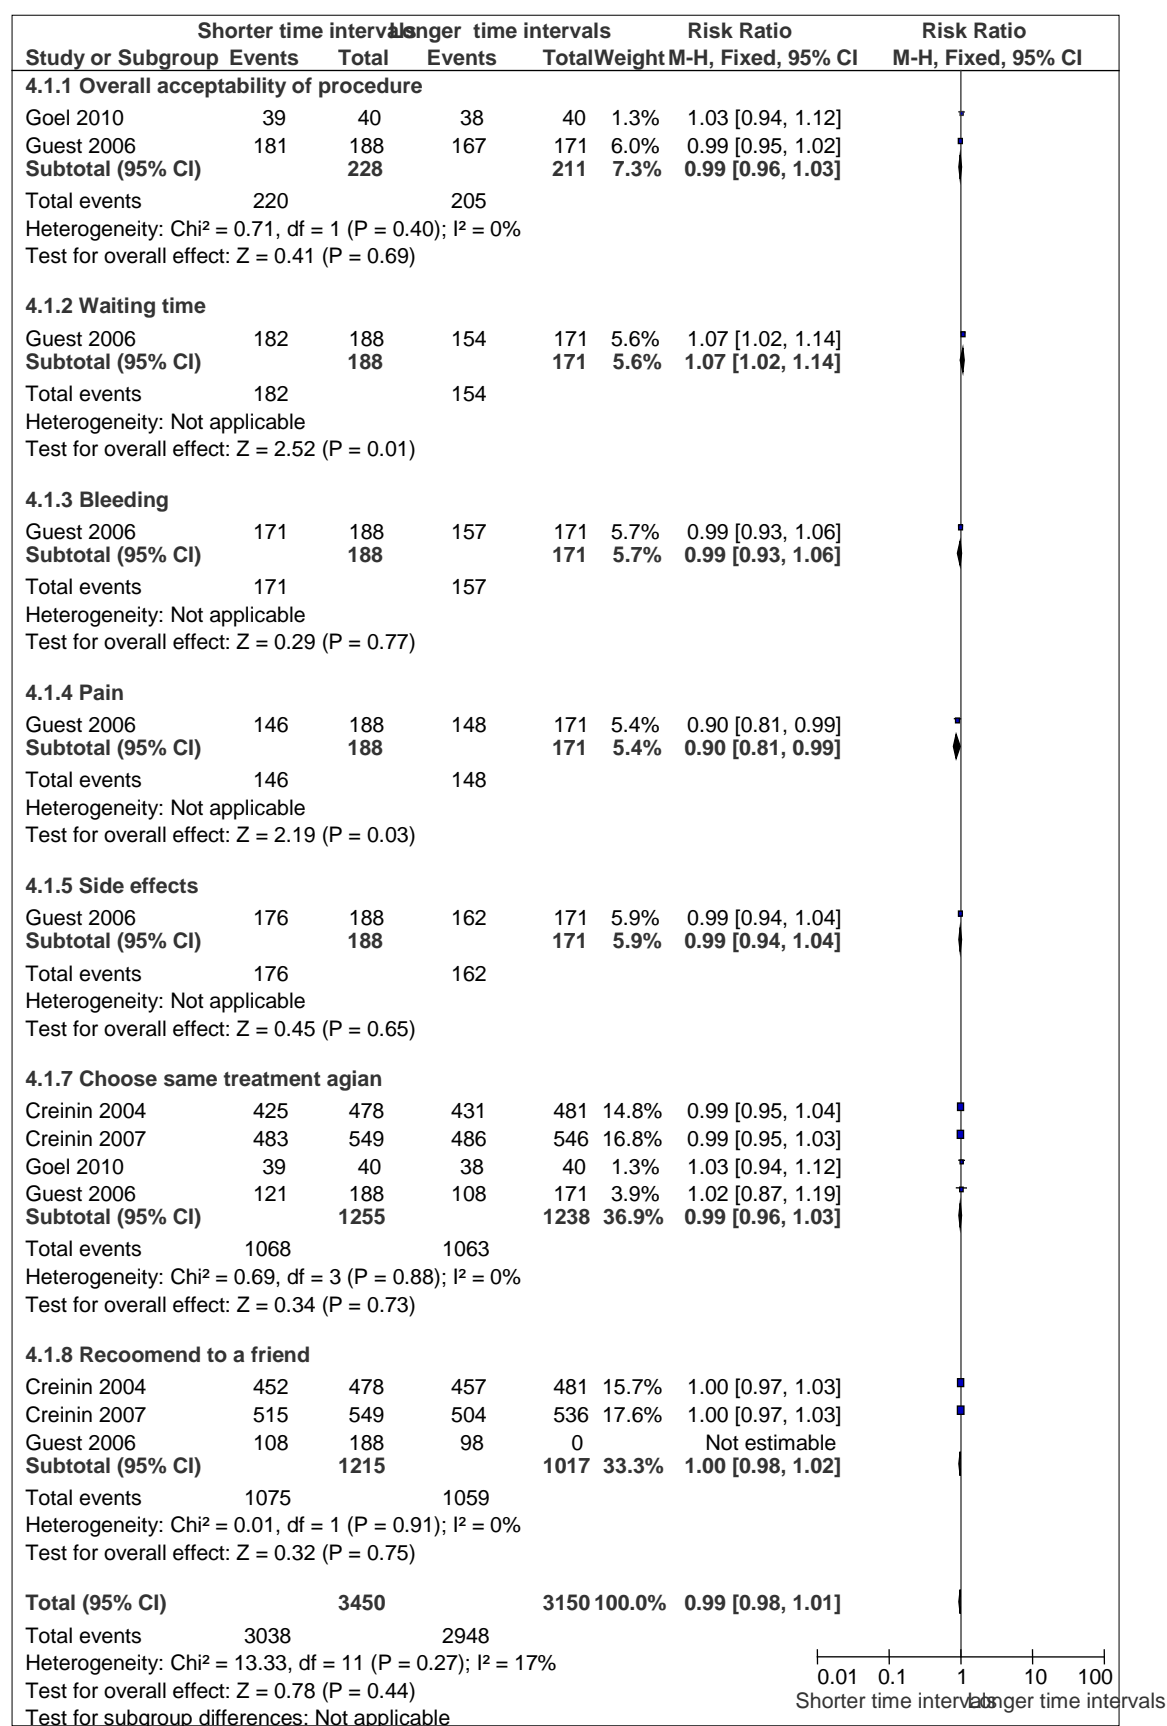 Shorter time intervals Longer time intervals Risk Ratio Risk Ratio
Study or Subgroup Events Total Events Total Weight M-H, Fixed, 95% CI M-H, Fixed, 95% CI
4.1.1 Overall acceptability of procedure
Goel 2010 39 40 38 40 1.3% 1.03 [0.94, 1.12]
Guest 2006 181 188 167 171 6.0% 0.99 [0.95, 1.02]
Subtotal (95% CI) 228 211 7.3% 0.99 [0.96, 1.03]
Total events 220 205
Heterogeneity: Chi² = 0.71, df = 1 (P = 0.40); I² = 0%
Test for overall effect: Z = 0.41 (P = 0.69)
4.1.2 Waiting time
Guest 2006 182 188 154 171 5.6% 1.07 [1.02, 1.14]
Subtotal (95% CI) 188 171 5.6% 1.07 [1.02, 1.14]
Total events 182 154
Heterogeneity: Not applicable
Test for overall effect: Z = 2.52 (P = 0.01)
4.1.3 Bleeding
Guest 2006 171 188 157 171 5.7% 0.99 [0.93, 1.06]
Subtotal (95% CI) 188 171 5.7% 0.99 [0.93, 1.06]
Total events 171 157
Heterogeneity: Not applicable
Test for overall effect: Z = 0.29 (P = 0.77)
4.1.4 Pain
Guest 2006 146 188 148 171 5.4% 0.90 [0.81, 0.99]
Subtotal (95% CI) 188 171 5.4% 0.90 [0.81, 0.99]
Total events 146 148
Heterogeneity: Not applicable
Test for overall effect: Z = 2.19 (P = 0.03)
4.1.5 Side effects
Guest 2006 176 188 162 171 5.9% 0.99 [0.94, 1.04]
Subtotal (95% CI) 188 171 5.9% 0.99 [0.94, 1.04]
Total events 176 162
Heterogeneity: Not applicable
Test for overall effect: Z = 0.45 (P = 0.65)
4.1.7 Choose same treatment agian
Creinin 2004 425 478 431 481 14.8% 0.99 [0.95, 1.04]
Creinin 2007 483 549 486 546 16.8% 0.99 [0.95, 1.03]
Goel 2010 39 40 38 40 1.3% 1.03 [0.94, 1.12]
Guest 2006 121 188 108 171 3.9% 1.02 [0.87, 1.19]
Subtotal (95% CI) 1255 1238 36.9% 0.99 [0.96, 1.03]
Total events 1068 1063
Heterogeneity: Chi² = 0.69, df = 3 (P = 0.88); I² = 0%
Test for overall effect: Z = 0.34 (P = 0.73)
4.1.8 Recoomend to a friend
Creinin 2004 452 478 457 481 15.7% 1.00 [0.97, 1.03]
Creinin 2007 515 549 504 536 17.6% 1.00 [0.97, 1.03]
Guest 2006 108 188 98 0 Not estimable
Subtotal (95% CI) 1215 1017 33.3% 1.00 [0.98, 1.02]
Total events 1075 1059
Heterogeneity: Chi² = 0.01, df = 1 (P = 0.91); I² = 0%
Test for overall effect: Z = 0.32 (P = 0.75)
Total (95% CI) 3450 3150 100.0% 0.99 [0.98, 1.01]
Total events 3038 2948
Heterogeneity: Chi² = 13.33, df = 11 (P = 0.27); I² = 17%
Test for overall effect: Z = 0.78 (P = 0.44)
Test for subgroup differences: Not applicable
0.01 0.1 1 10 100
Shorter time intervals Longer time intervals